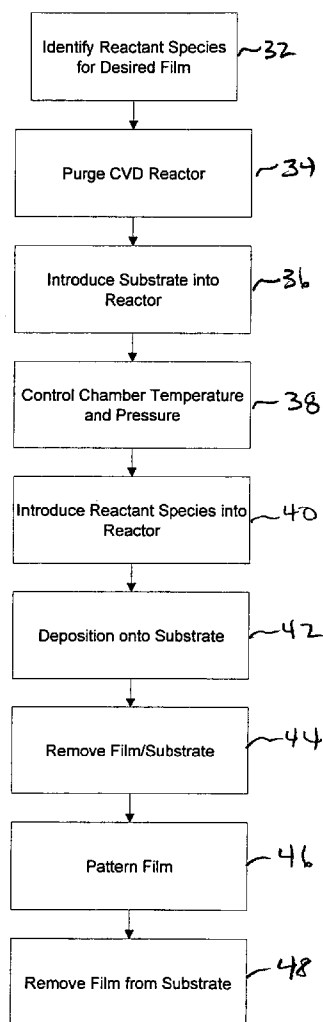 Identify Reactant Species
for Desired Film
32
Purge CVD Reactor
34
Introduce Substrate into
Reactor
36
Control Chamber Temperature
and Pressure
38
Introduce Reactant Species into
Reactor
40
Deposition onto Substrate
42
Remove Film/Substrate
44
Pattern Film
46
Remove Film from Substrate
48